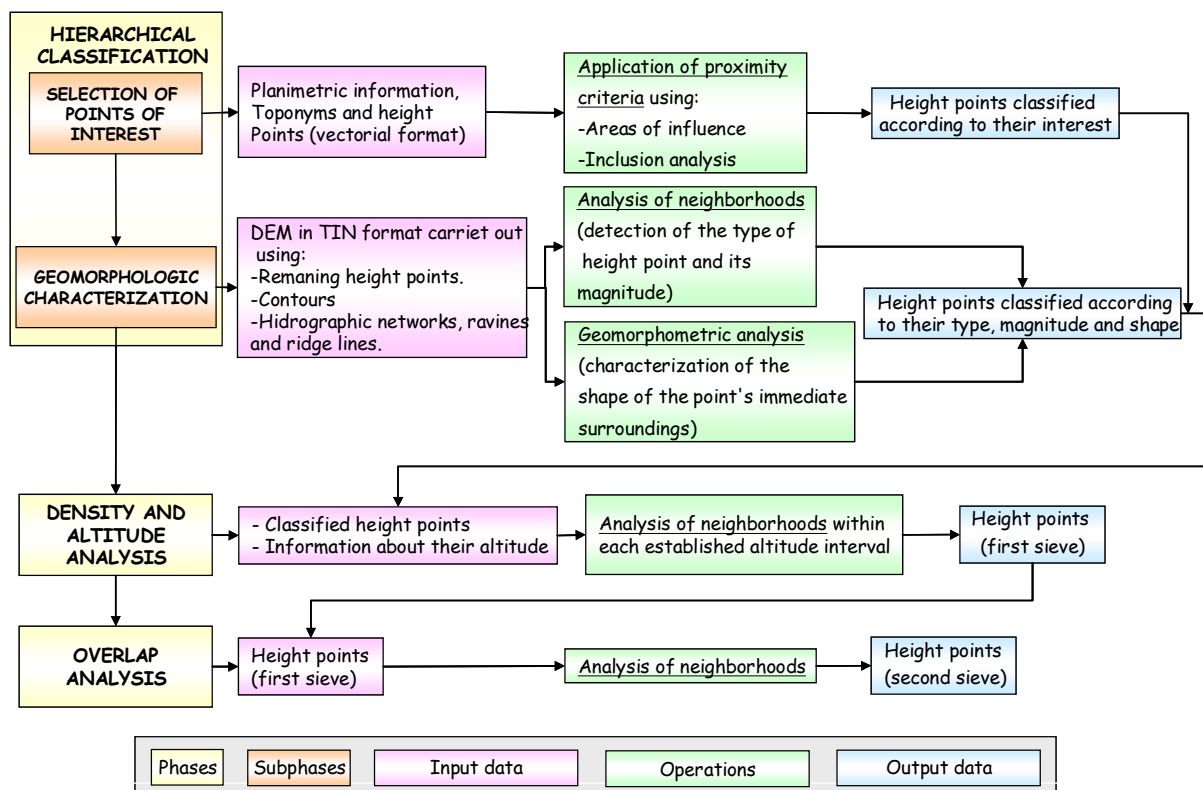 HIERARCHICAL
CLASSIFICATION
SELECTION OF
POINTS OF
INTEREST
Planimetric information,
Toponyms and height
Points (vectorial format)
Application of proximity
criteria using:
-Areas of influence
-Inclusion analysis
Height points classified
according to their interest
GEOMORPHOLOGIC
CHARACTERIZATION
DEM in TIN format carriet out
using:
-Remaning height points.
-Contours
-Hidrographic networks, ravines
and ridge lines.
Analysis of neighborhoods
(detection of the type of
height point and its
magnitude)
Geomorphometric analysis
(characterization of the
shape of the point's immediate
surroundings)
Height points classified according
to their type, magnitude and shape
DENSITY AND
ALTITUDE
ANALYSIS
- Classified height points
- Information about their altitude
Analysis of neighborhoods within
each established altitude interval
Height points
(first sieve)
OVERLAP
ANALYSIS
Height points
(first sieve)
Analysis of neighborhoods
Height points
(second sieve)
Phases
Subphases
Input data
Operations
Output data